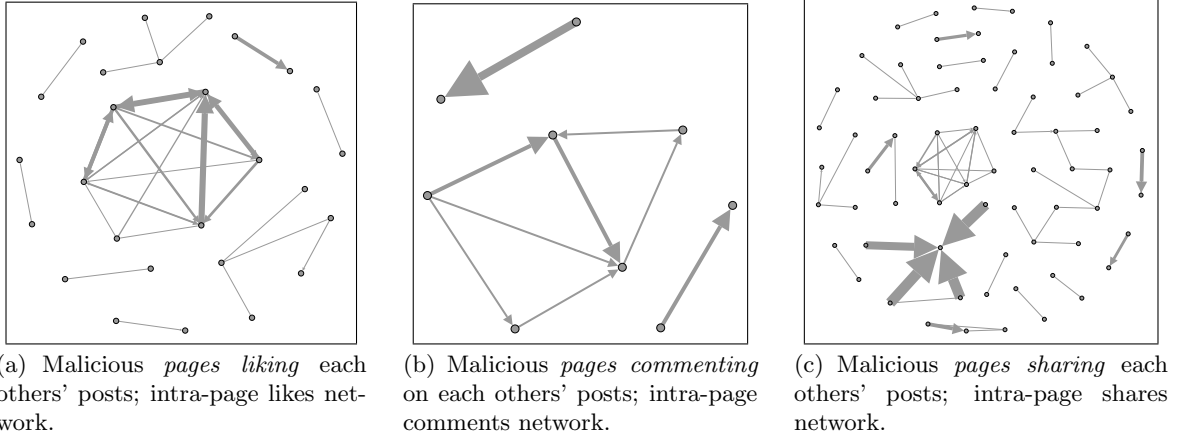 (a) Malicious pages liking each
others' posts; intra-page likes net-
work.
(b) Malicious pages commenting
on each others' posts; intra-page
comments network.
(c) Malicious pages sharing each
others' posts; intra-page shares
network.